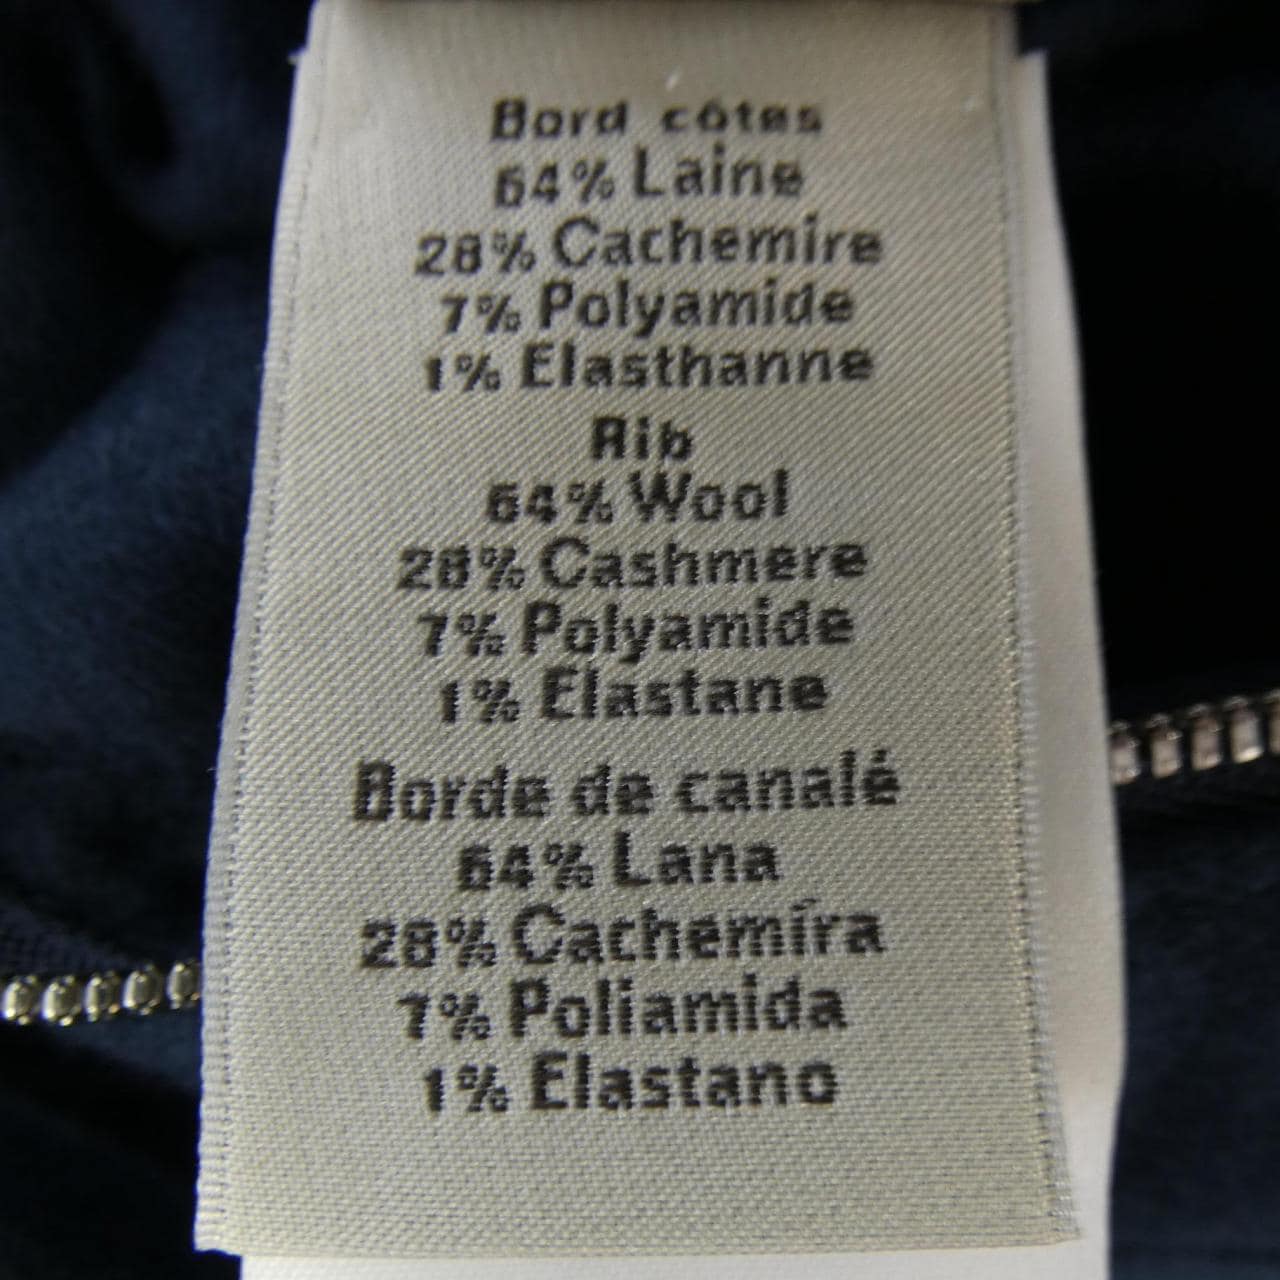 Bord côtes
64% Laine
28% Cachemire
7% Polyamide
1% Elasthanne
Rib
64% Wool
28% Cashmere
7% Polyamide
1% Elastane
Borde de canalé
64% Lana
28% Cachemira
7% Poliamida
1% Elastano